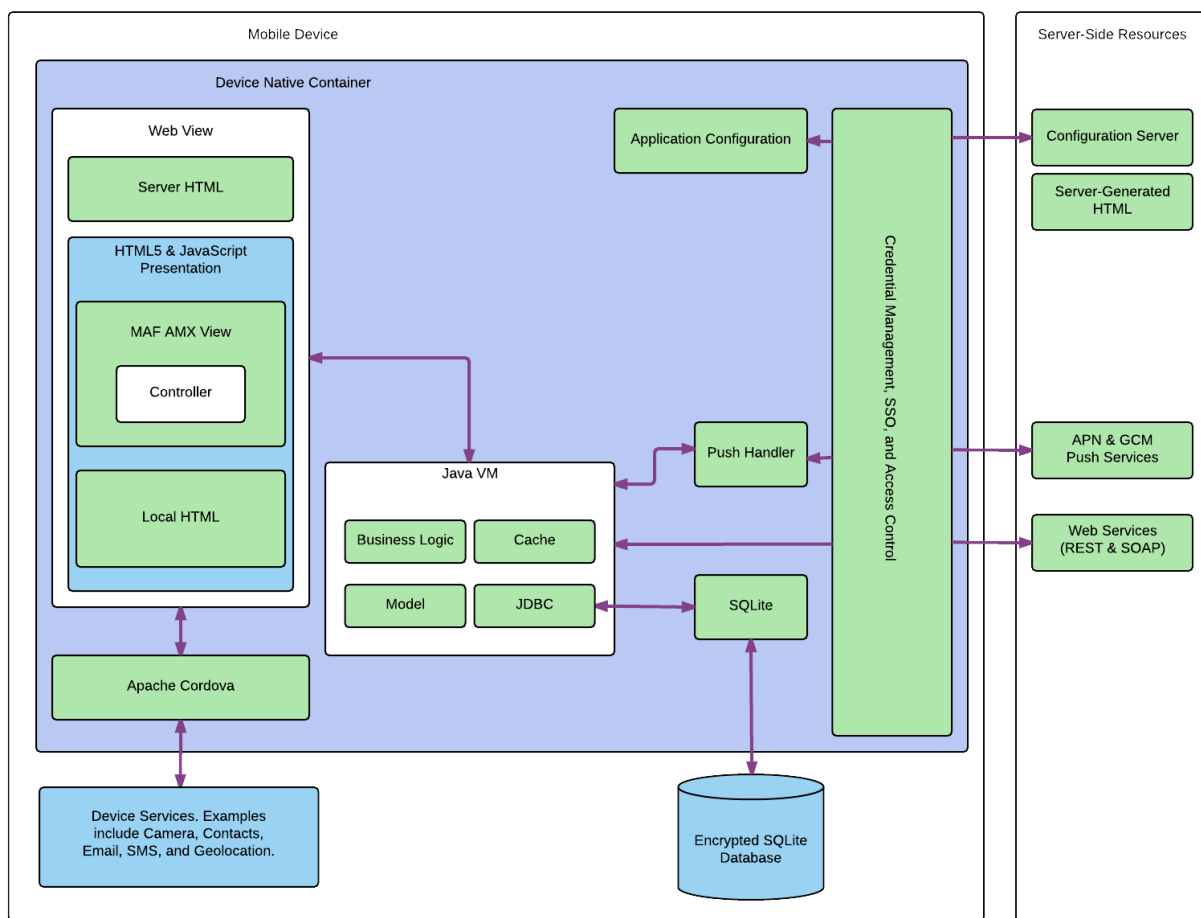 Mobile Device
Server-Side Resources
Device Native Container
Web View
Server HTML
HTML5 & JavaScript
Presentation
MAF AMX View
Controller
Local HTML
Apache Cordova
Device Services. Examples
include Camera, Contacts,
Email, SMS, and Geolocation.
Java VM
Business Logic
Cache
Model
JDBC
Application Configuration
Push Handler
SQLite
Encrypted SQLite
Database
Credential Management, SSO, and Access Control
Configuration Server
Server-Generated
HTML
APN & GCM
Push Services
Web Services
(REST & SOAP)